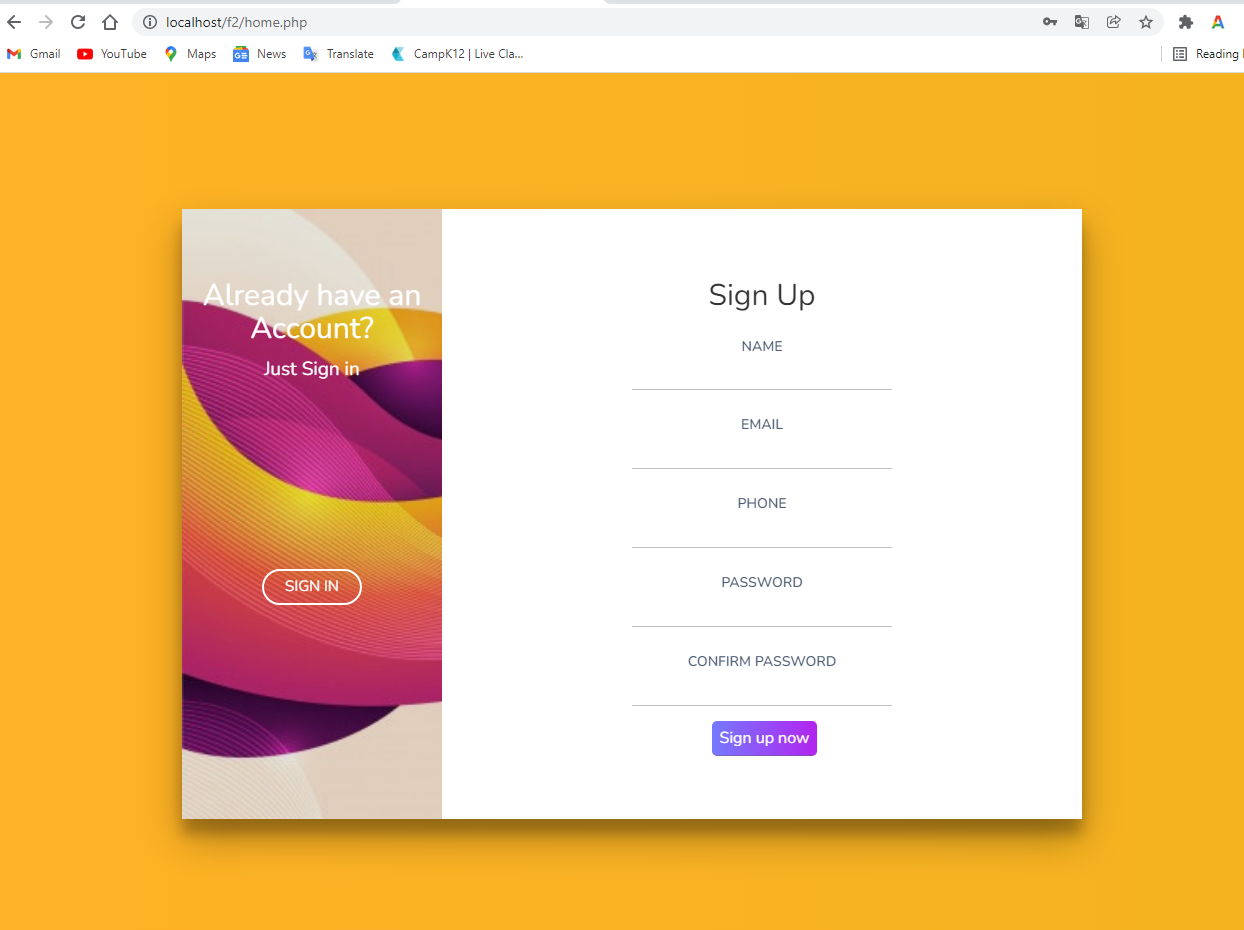 localhost/f2/home.php
Gmail
YouTube
Maps
News
Translate
CampK12 | Live Cla...
Reading
Already have an
Account?
Just Sign in
SIGN IN
Sign Up
NAME
EMAIL
PHONE
PASSWORD
CONFIRM PASSWORD
Sign up now